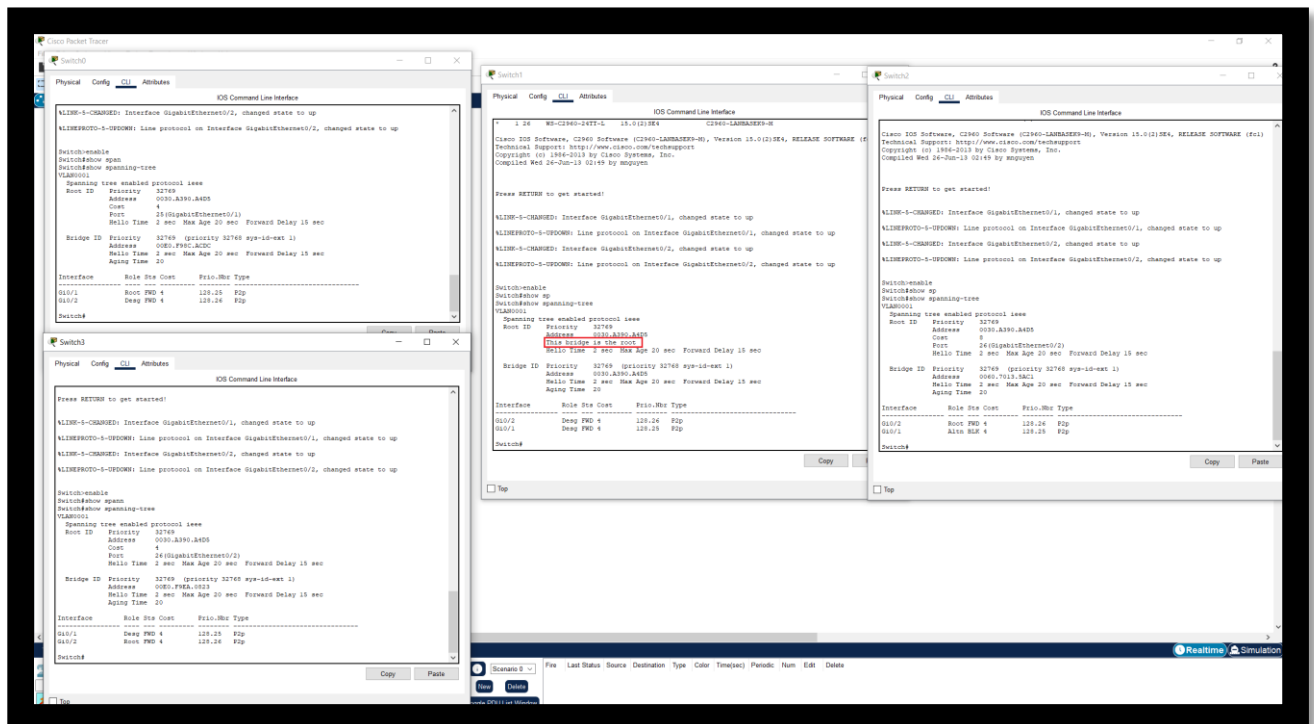 Cisco Packet Tracer
Switch0
Physical Config CLI Attributes
IOS Command Line Interface
%LINK-5-CHANGED: Interface GigabitEthernet0/2, changed state to up
%LINEPROTO-5-UPDOWN: Line protocol on Interface GigabitEthernet0/2, changed state to up
Switch>enable
Switch#show span
Switch#show spanning-tree
VLAN0001
Spanning tree enabled protocol ieee
Root ID Priority 32769
Address 0030.A390.A4D5
Cost 4
Port 25(GigabitEthernet0/1)
Hello Time 2 sec Max Age 20 sec Forward Delay 15 sec
Bridge ID Priority 32769 (priority 32768 sys-id-ext 1)
Address 00E0.F98C.ACDC
Hello Time 2 sec Max Age 20 sec Forward Delay 15 sec
Aging Time 20
Interface Role Sts Cost Prio.Nbr Type
---------------- ---- --- --------- -------- --------------------------------
Gi0/1 Root FWD 4 128.25 P2p
Gi0/2 Desg FWD 4 128.26 P2p
Switch#
Switch3
Physical Config CLI Attributes
IOS Command Line Interface
Press RETURN to get started!
%LINK-5-CHANGED: Interface GigabitEthernet0/1, changed state to up
%LINEPROTO-5-UPDOWN: Line protocol on Interface GigabitEthernet0/1, changed state to up
%LINK-5-CHANGED: Interface GigabitEthernet0/2, changed state to up
%LINEPROTO-5-UPDOWN: Line protocol on Interface GigabitEthernet0/2, changed state to up
Switch>enable
Switch#show spann
Switch#show spanning-tree
VLAN0001
Spanning tree enabled protocol ieee
Root ID Priority 32769
Address 0030.A390.A4D5
Cost 4
Port 26(GigabitEthernet0/2)
Hello Time 2 sec Max Age 20 sec Forward Delay 15 sec
Bridge ID Priority 32769 (priority 32768 sys-id-ext 1)
Address 00E0.F9EA.0823
Hello Time 2 sec Max Age 20 sec Forward Delay 15 sec
Aging Time 20
Interface Role Sts Cost Prio.Nbr Type
---------------- ---- --- --------- -------- --------------------------------
Gi0/1 Desg FWD 4 128.25 P2p
Gi0/2 Root FWD 4 128.26 P2p
Switch#
Copy Paste
Top
Switch1
Physical Config CLI Attributes
IOS Command Line Interface
* 1 26 WS-C2960-24TT-L 15.0(2)SE4 C2960-LANBASEK9-M
Cisco IOS Software, C2960 Software (C2960-LANBASEK9-M), Version 15.0(2)SE4, RELEASE SOFTWARE
Technical Support: http://www.cisco.com/techsupport
Copyright (c) 1986-2013 by Cisco Systems, Inc.
Compiled Wed 26-Jun-13 02:49 by mnguyen
Press RETURN to get started!
%LINK-5-CHANGED: Interface GigabitEthernet0/1, changed state to up
%LINEPROTO-5-UPDOWN: Line protocol on Interface GigabitEthernet0/1, changed state to up
%LINK-5-CHANGED: Interface GigabitEthernet0/2, changed state to up
%LINEPROTO-5-UPDOWN: Line protocol on Interface GigabitEthernet0/2, changed state to up
Switch>enable
Switch#show sp
Switch#show spanning-tree
VLAN0001
Spanning tree enabled protocol ieee
Root ID Priority 32769
Address 0030.A390.A4D5
This bridge is the root
Hello Time 2 sec Max Age 20 sec Forward Delay 15 sec
Bridge ID Priority 32769 (priority 32768 sys-id-ext 1)
Address 0030.A390.A4D5
Hello Time 2 sec Max Age 20 sec Forward Delay 15 sec
Aging Time 20
Interface Role Sts Cost Prio.Nbr Type
---------------- ---- --- --------- -------- --------------------------------
Gi0/2 Desg FWD 4 128.26 P2p
Gi0/1 Desg FWD 4 128.25 P2p
Switch#
Copy
Top
Switch2
Physical Config CLI Attributes
IOS Command Line Interface
Cisco IOS Software, C2960 Software (C2960-LANBASEK9-M), Version 15.0(2)SE4, RELEASE SOFTWARE (fc1)
Technical Support: http://www.cisco.com/techsupport
Copyright (c) 1986-2013 by Cisco Systems, Inc.
Compiled Wed 26-Jun-13 02:49 by mnguyen
Press RETURN to get started!
%LINK-5-CHANGED: Interface GigabitEthernet0/1, changed state to up
%LINEPROTO-5-UPDOWN: Line protocol on Interface GigabitEthernet0/1, changed state to up
%LINK-5-CHANGED: Interface GigabitEthernet0/2, changed state to up
%LINEPROTO-5-UPDOWN: Line protocol on Interface GigabitEthernet0/2, changed state to up
Switch>enable
Switch#show sp
Switch#show spanning-tree
VLAN0001
Spanning tree enabled protocol ieee
Root ID Priority 32769
Address 0030.A390.A4D5
Cost 8
Port 26(GigabitEthernet0/2)
Hello Time 2 sec Max Age 20 sec Forward Delay 15 sec
Bridge ID Priority 32769 (priority 32768 sys-id-ext 1)
Address 0060.7013.5AC1
Hello Time 2 sec Max Age 20 sec Forward Delay 15 sec
Aging Time 20
Interface Role Sts Cost Prio.Nbr Type
---------------- ---- --- --------- -------- --------------------------------
Gi0/2 Root FWD 4 128.26 P2p
Gi0/1 Altn BLK 4 128.25 P2p
Switch#
Copy Paste
Top
Realtime Simulation
Scenario 0
Fire Last Status Source Destination Type Color Time(sec) Periodic Num Edit Delete
New Delete